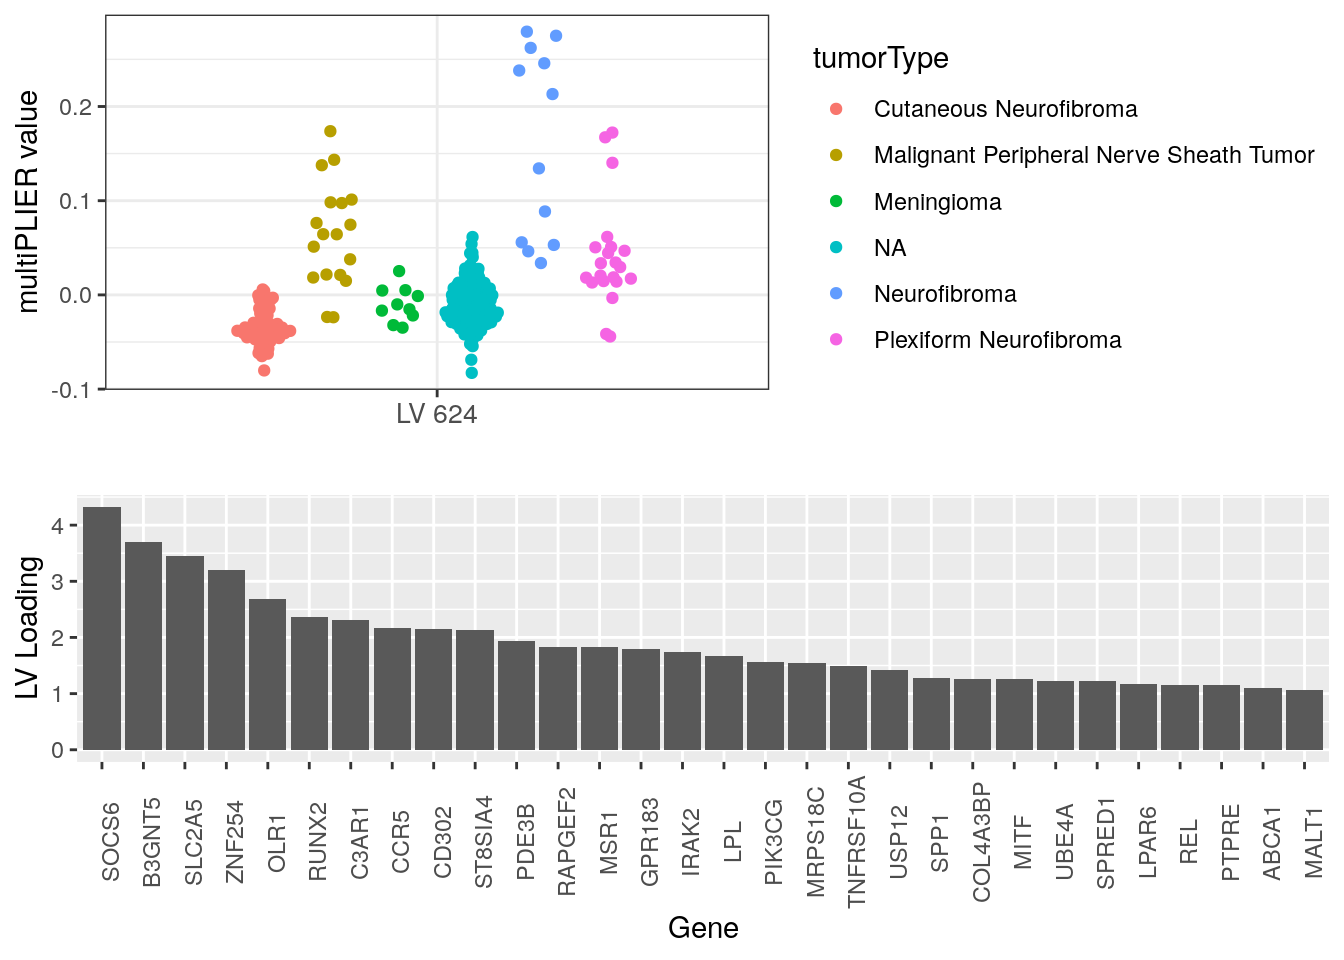 multiPLIER value
0.2
0.1
0.0
-0.1
LV 624
tumorType
Cutaneous Neurofibroma
Malignant Peripheral Nerve Sheath Tumor
Meningioma
NA
Neurofibroma
Plexiform Neurofibroma
LV Loading
4
3
2
1
0
SOCS6
B3GNT5
SLC2A5
ZNF254
OLR1
RUNX2
C3AR1
CCR5
CD302
ST8SIA4
PDE3B
RAPGEF2
MSR1
GPR183
IRAK2
LPL
PIK3CG
MRPS18C
TNFRSF10A
USP12
SPP1
COL4A3BP
MITF
UBE4A
SPRED1
LPAR6
REL
PTPRE
ABCA1
MALT1
Gene